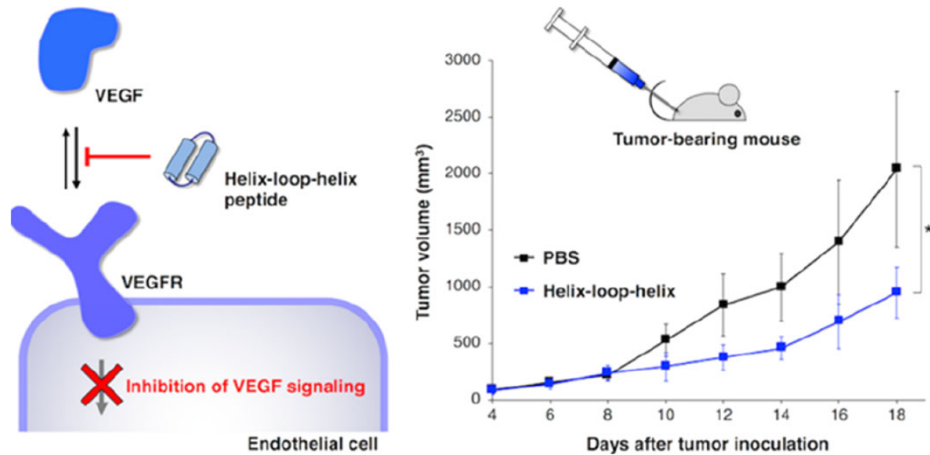 VEGF
Helix-loop-helix
peptide
VEGFR
Inhibition of VEGF signaling
Endothelial cell
Tumor-bearing mouse
Tumor volume (mm³)
3000
2500
2000
1500
1000
500
0
PBS
Helix-loop-helix
*
4 6 8 10 12 14 16 18
Days after tumor inoculation